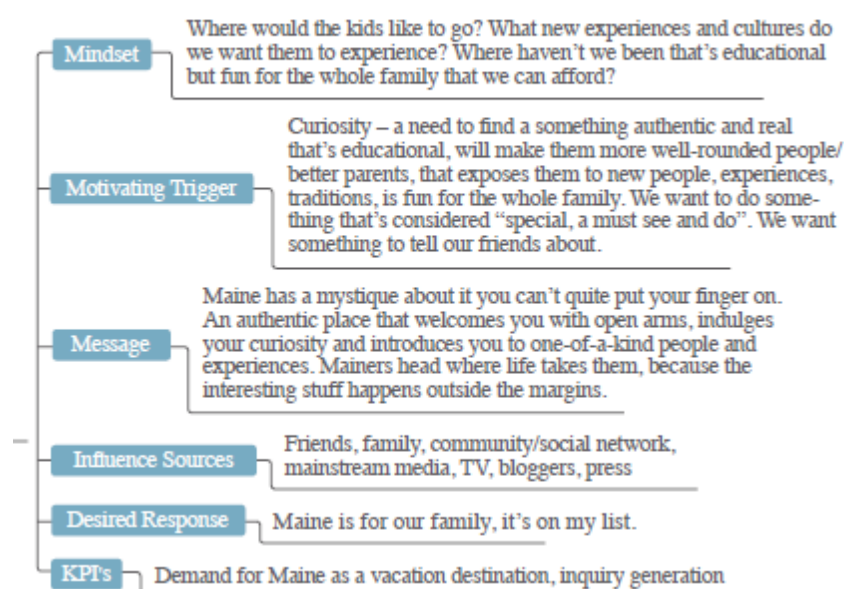 Where would the kids like to go? What new experiences and cultures do
Mindset
we want them to experience? Where haven’t we been that’s educational
but fun for the whole family that we can afford?
Curiosity – a need to find a something authentic and real
that’s educational, will make them more well-rounded people/
better parents, that exposes them to new people, experiences,
Motivating Trigger
traditions, is fun for the whole family. We want to do some-
thing that’s considered “special, a must see and do”. We want
something to tell our friends about.
Maine has a mystique about it you can’t quite put your finger on.
An authentic place that welcomes you with open arms, indulges
Message
your curiosity and introduces you to one-of-a-kind people and
experiences. Mainers head where life takes them, because the
interesting stuff happens outside the margins.
Influence Sources
Friends, family, community/social network,
mainstream media, TV, bloggers, press
Desired Response
Maine is for our family, it’s on my list.
KPI's
Demand for Maine as a vacation destination, inquiry generation